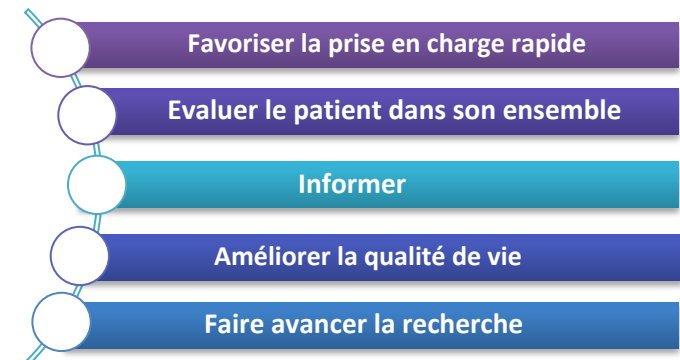 Favoriser la prise en charge rapide
Evaluer le patient dans son ensemble
Informer
Améliorer la qualité de vie
Faire avancer la recherche